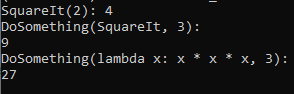 SquareIt(2): 4
DoSomething(SquareIt, 3):
9
DoSomething(lambda x: x * x * x, 3):
27